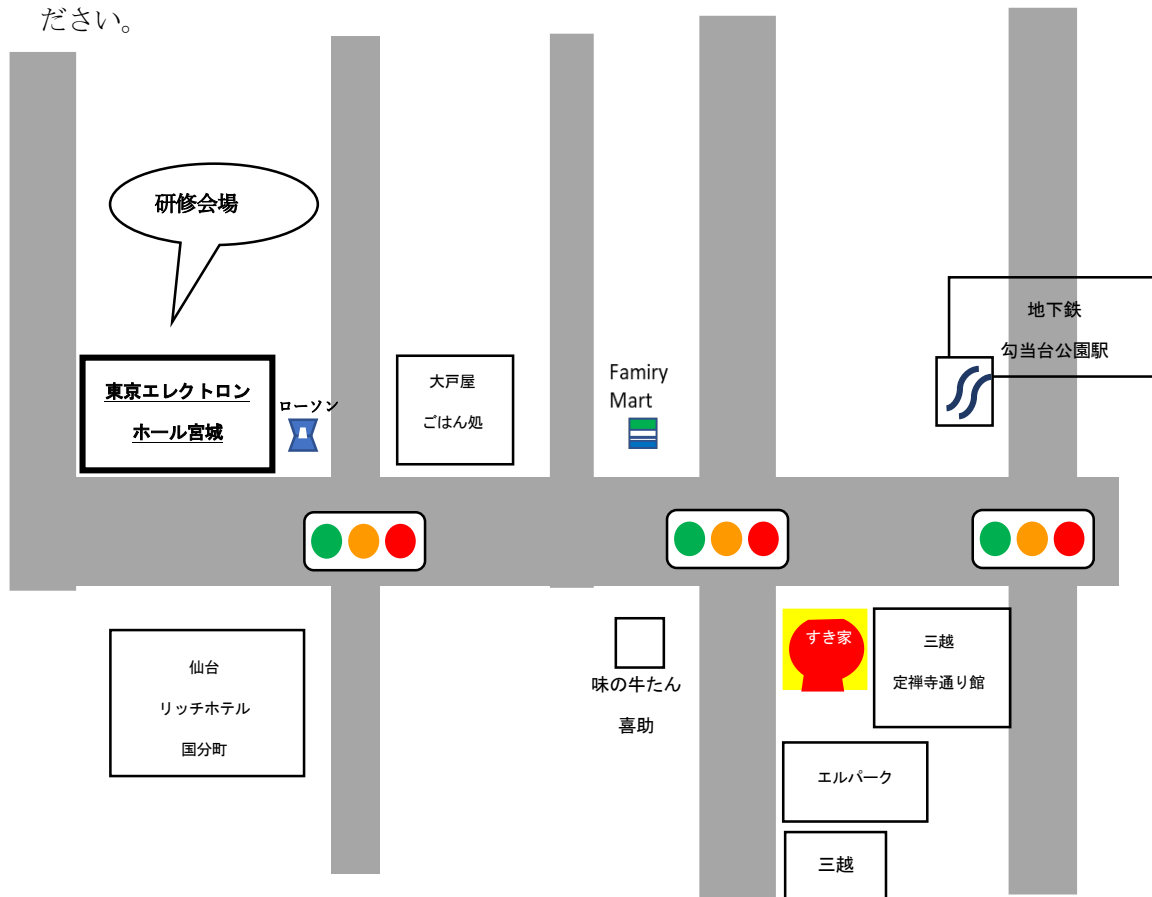 ださい。
研修会場
地下鉄
勾当台公園駅
東京エレクトロン
ホール宮城
ローソン
大戸屋
ごはん処
Famiry
Mart
仙台
リッチホテル
国分町
味の牛たん
喜助
すき家
三越
定禅寺通り館
エルパーク
三越